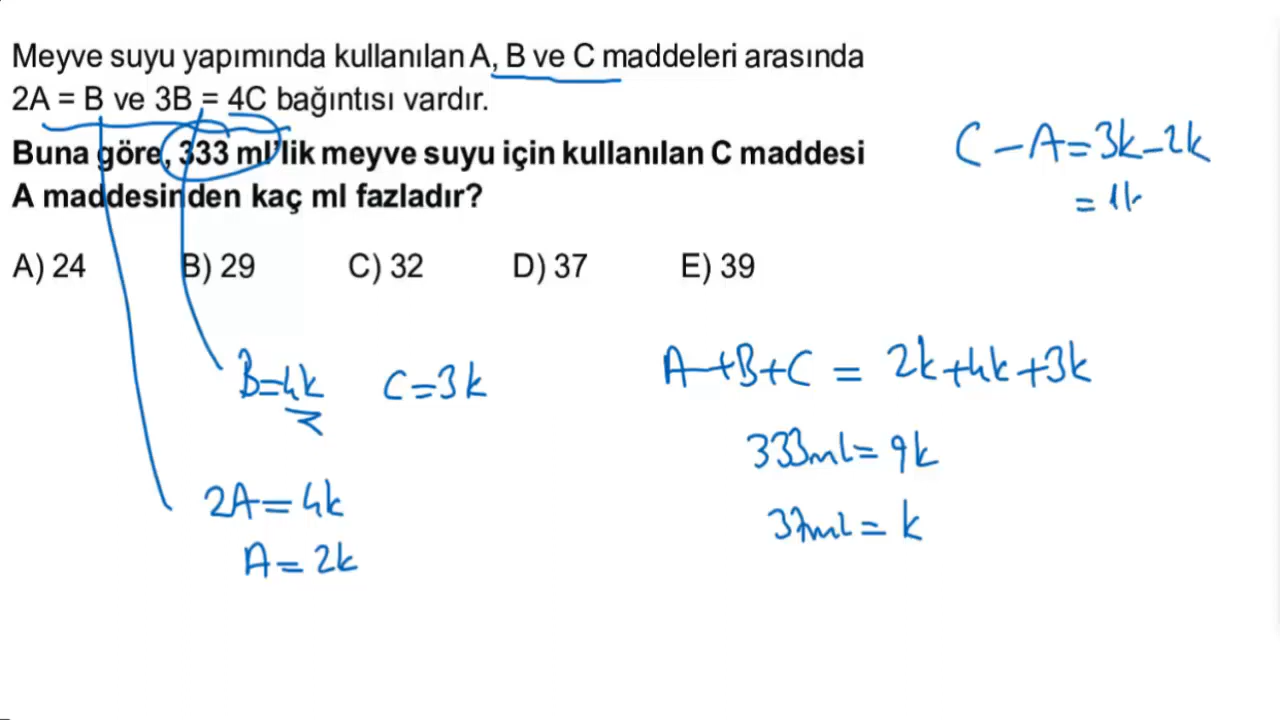 Meyve suyu yapımında kullanılan A, B ve C maddeleri arasında
2A = B ve 3B = 4C bağıntısı vardır.
Buna göre, 333 ml'lik meyve suyu için kullanılan C maddesi
A maddesinden kaç ml fazladır?
C - A = 3k - 2k
= 1k
A) 24 B) 29 C) 32 D) 37 E) 39
B = 4k C = 3k
2A = 4k
A = 2k
A + B + C = 2k + 4k + 3k
333ml = 9k
37ml = k